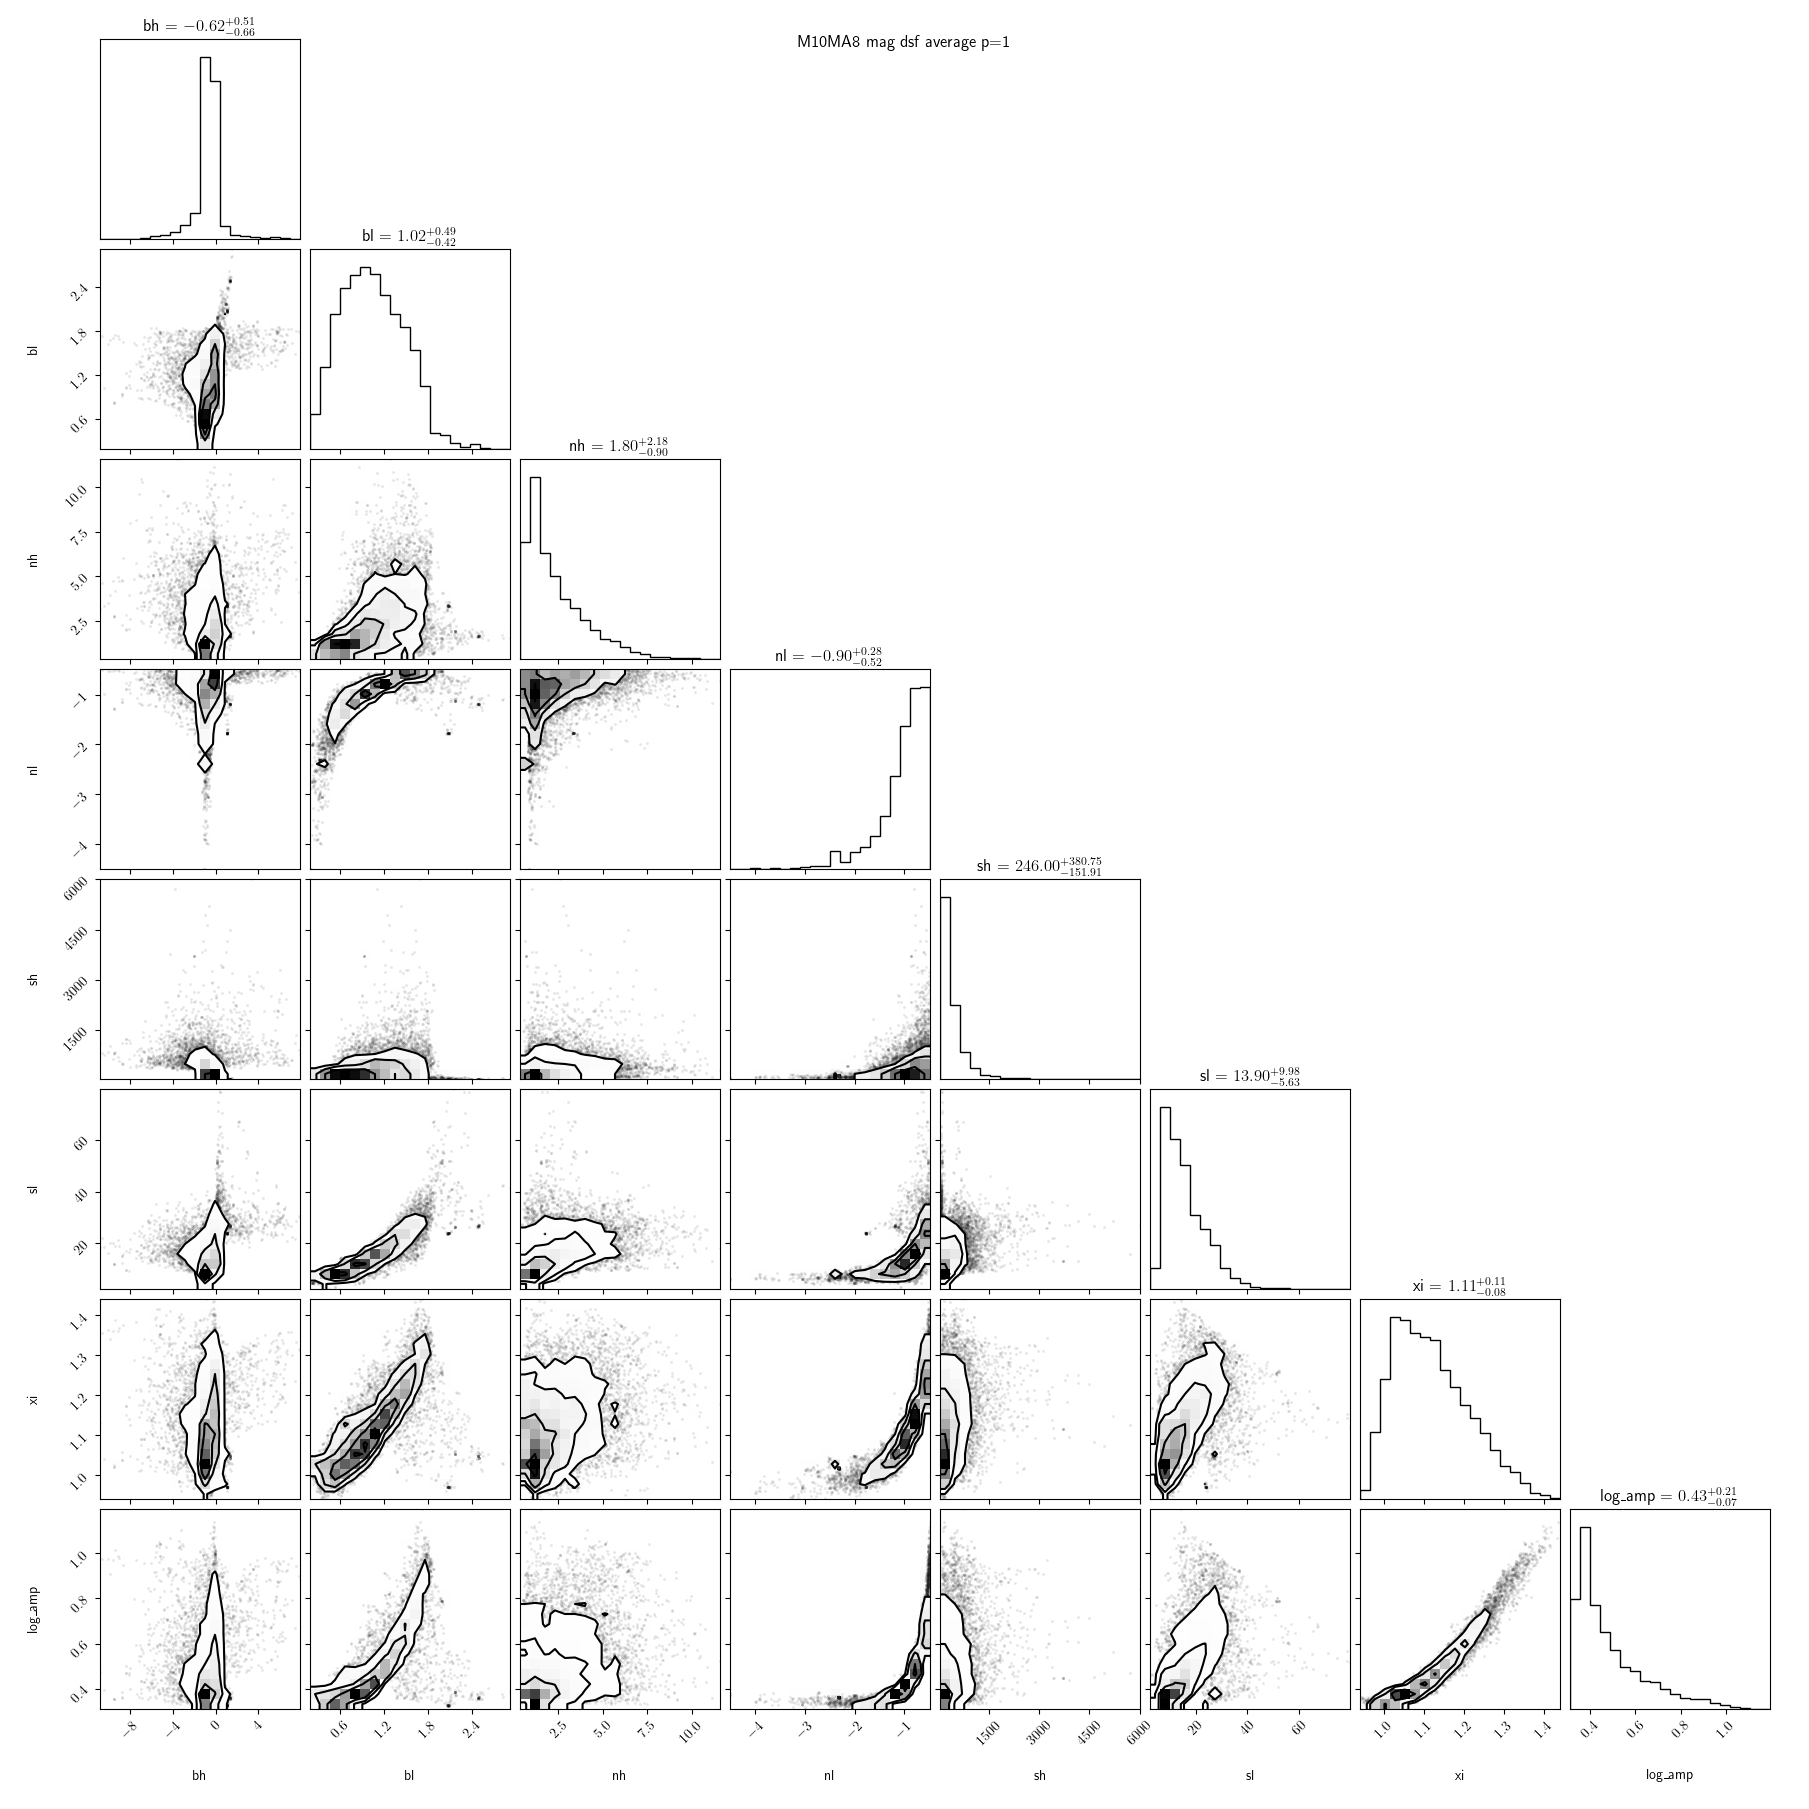 bh = −0.62 +0.51 −0.66
M10MA8 mag dsf average p=1
bl = 1.02 +0.49 −0.42
2.4
1.8
1.2
0.6
bl
nh = 1.80 +2.18 −0.90
10.0
7.5
5.0
2.5
nh
nl = −0.90 +0.28 −0.52
−1
−2
−3
−4
nl
sh = 246.00 +380.75 −151.91
6000
4500
3000
1500
sh
sl = 13.90 +9.98 −5.63
60
40
20
sl
xi = 1.11 +0.11 −0.08
1.4
1.3
1.2
1.1
1.0
xi
log_amp = 0.43 +0.21 −0.07
1.0
0.8
0.6
0.4
log_amp
−8 −4 0 4 0.6 1.2 1.8 2.4 2.5 5.0 7.5 10.0 −4 −3 −2 −1 1500 3000 4500 6000 20 40 60 1.0 1.1 1.2 1.3 1.4 0.4 0.6 0.8 1.0
bh bl nh nl sh sl xi log_amp